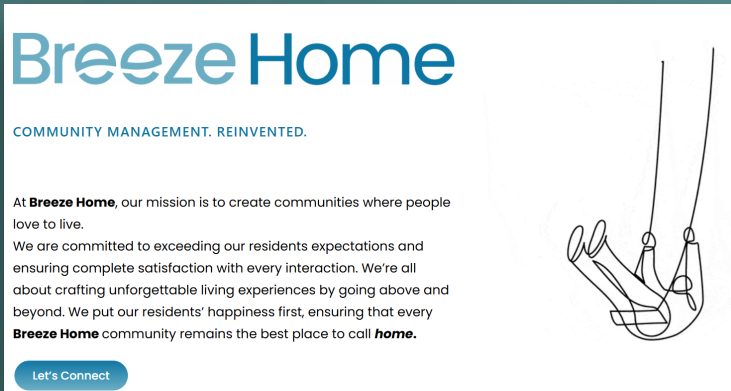 Breeze Home
COMMUNITY MANAGEMENT. REINVENTED.
At Breeze Home, our mission is to create communities where people
love to live.
We are committed to exceeding our residents expectations and
ensuring complete satisfaction with every interaction. We’re all
about crafting unforgettable living experiences by going above and
beyond. We put our residents’ happiness first, ensuring that every
Breeze Home community remains the best place to call home.
Let’s Connect